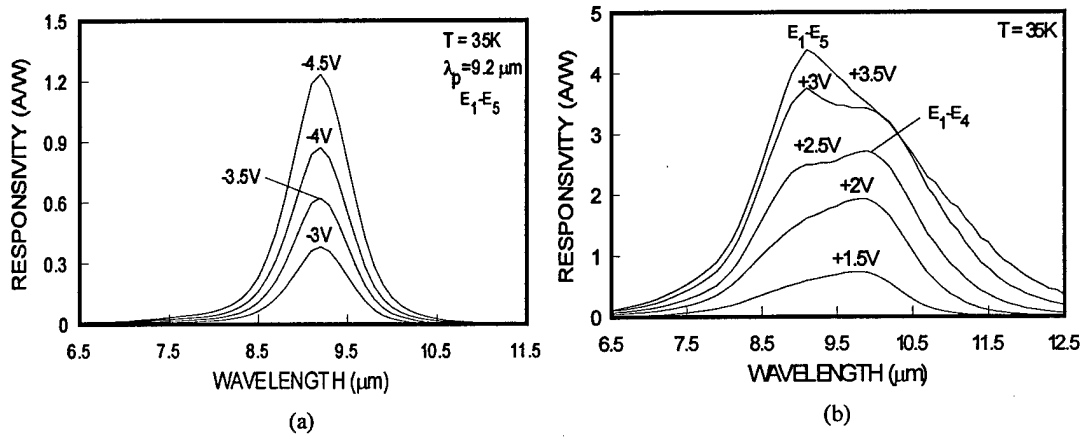 RESPONSIVITY (A/W)
1.5
1.2
0.9
0.6
0.3
0
T = 35K
λp=9.2 µm
E1-E5
-4.5V
-4V
-3.5V
-3V
6.5 7.5 8.5 9.5 10.5 11.5
WAVELENGTH (µm)
(a)
RESPONSIVITY (A/W)
5
4
3
2
1
0
T = 35K
E1-E5
+3.5V
+3V
E1-E4
+2.5V
+2V
+1.5V
6.5 7.5 8.5 9.5 10.5 11.5 12.5
WAVELENGTH (µm)
(b)